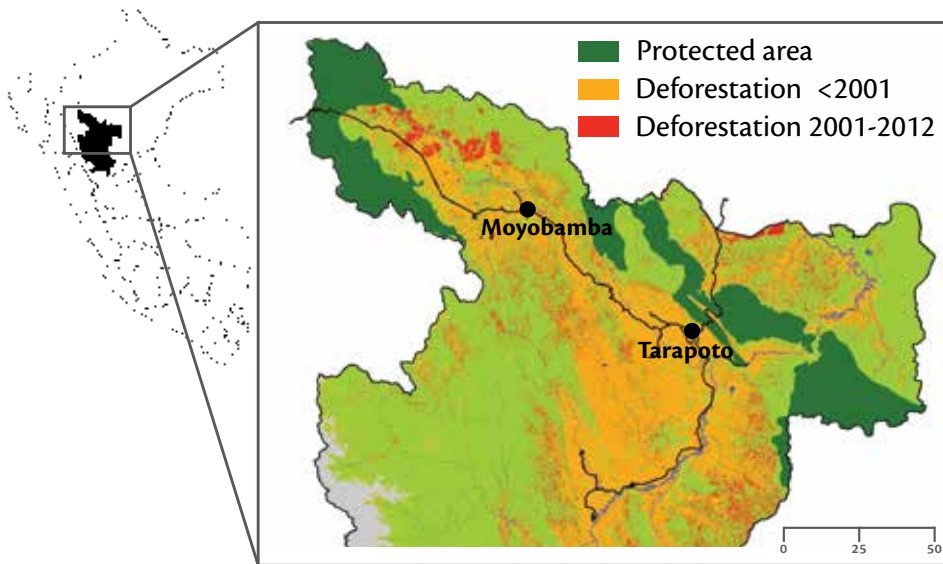 Protected area
Deforestation <2001
Deforestation 2001-2012
Moyobamba
Tarapoto
0 25 50